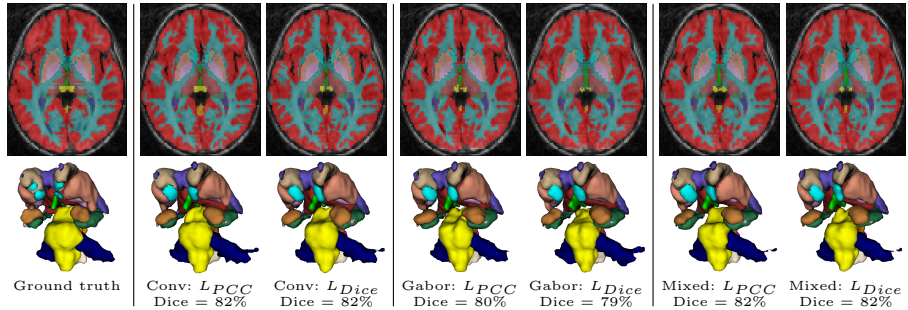 Ground truth
Conv: L_PCC
Dice = 82%
Conv: L_Dice
Dice = 82%
Gabor: L_PCC
Dice = 80%
Gabor: L_Dice
Dice = 79%
Mixed: L_PCC
Dice = 82%
Mixed: L_Dice
Dice = 82%